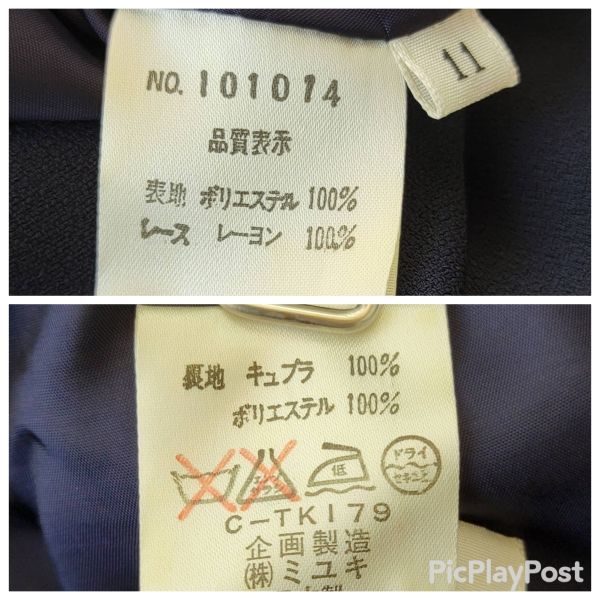 11
NO. 101014
品質表示
表地 ポリエステル 100%
レース レーヨン 100%
裏地 キュプラ 100%
ポリエステル 100%
低
ドライ
セキユ系
C-TK179
企画製造
(株)ミユキ
PicPlayPost